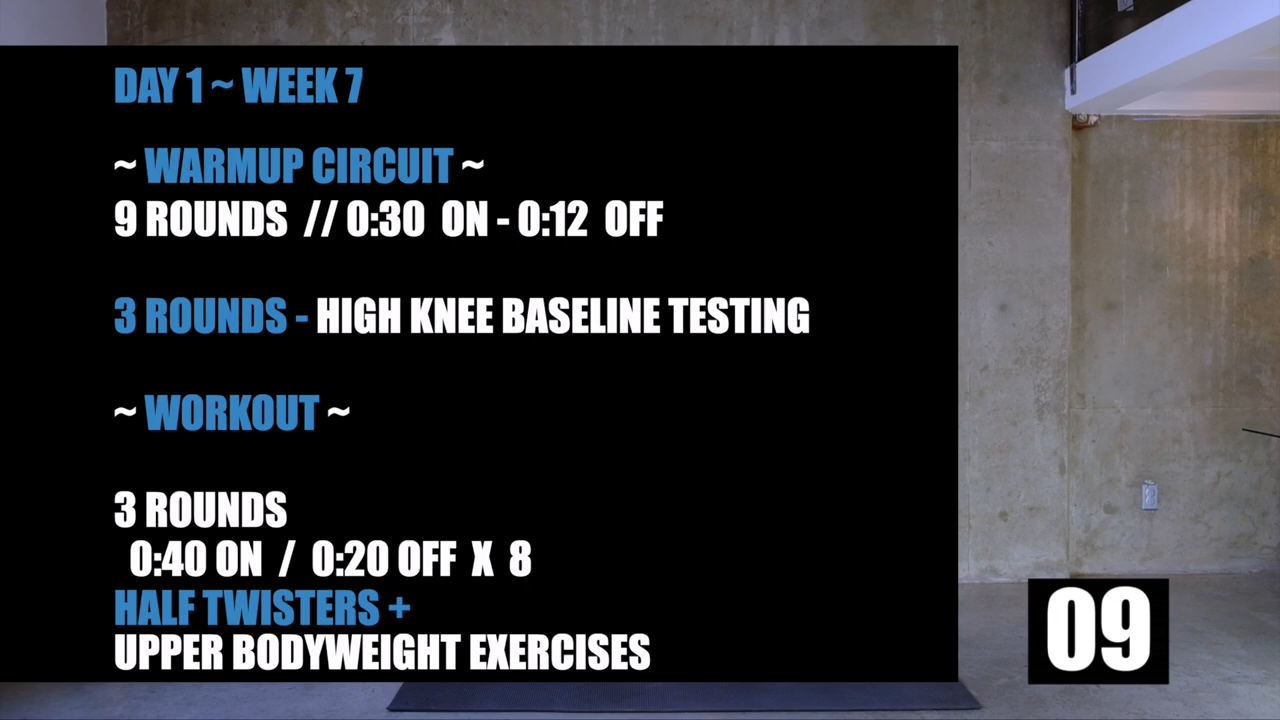 DAY 1 ~ WEEK 7
~ WARMUP CIRCUIT ~
9 ROUNDS // 0:30 ON - 0:12 OFF
3 ROUNDS - HIGH KNEE BASELINE TESTING
~ WORKOUT ~
3 ROUNDS
0:40 ON / 0:20 OFF X 8
HALF TWISTERS +
UPPER BODYWEIGHT EXERCISES
09